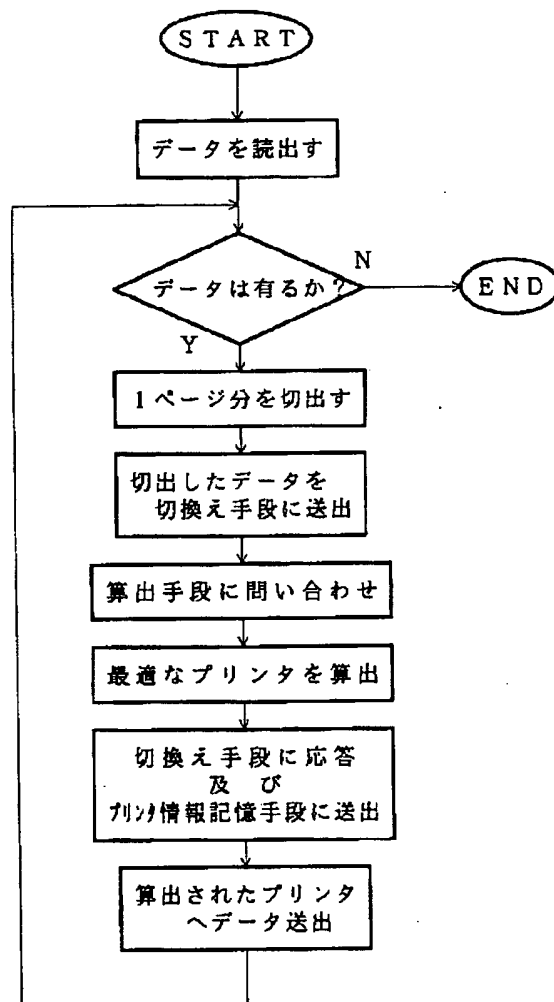 START
データを読出す
データは有るか?
N
END
Y
1ページ分を切出す
切出したデータを
切換え手段に送出
算出手段に問い合わせ
最適なプリンタを算出
切換え手段に応答
及び
プリンタ情報記憶手段に送出
算出されたプリンタ
へデータ送出